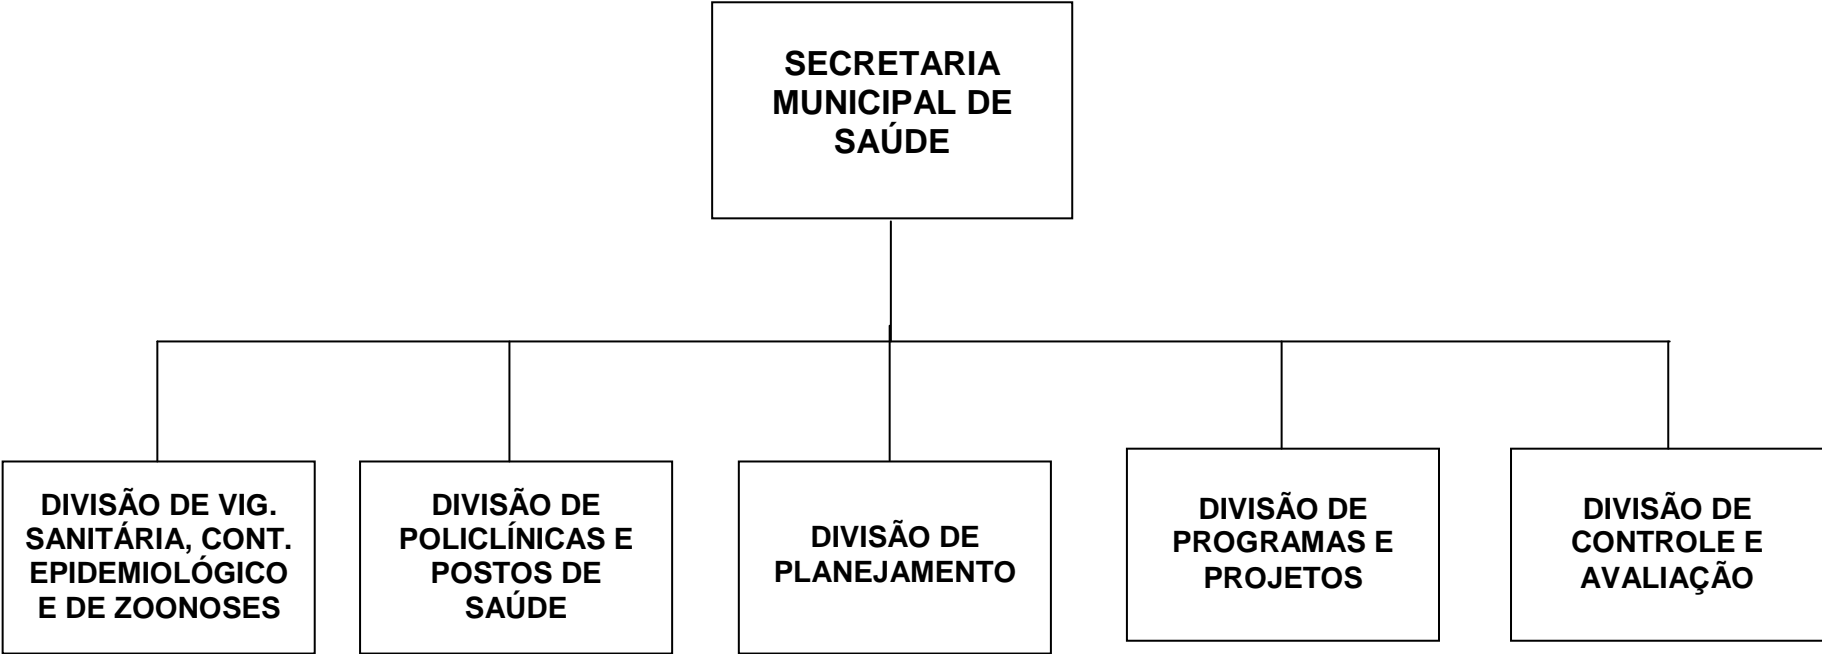 SECRETARIA
MUNICIPAL DE
SAÚDE
DIVISÃO DE VIG.
SANITÁRIA, CONT.
EPIDEMIOLÓGICO
E DE ZOONOSES
DIVISÃO DE
POLICLÍNICAS E
POSTOS DE
SAÚDE
DIVISÃO DE
PLANEJAMENTO
DIVISÃO DE
PROGRAMAS E
PROJETOS
DIVISÃO DE
CONTROLE E
AVALIAÇÃO